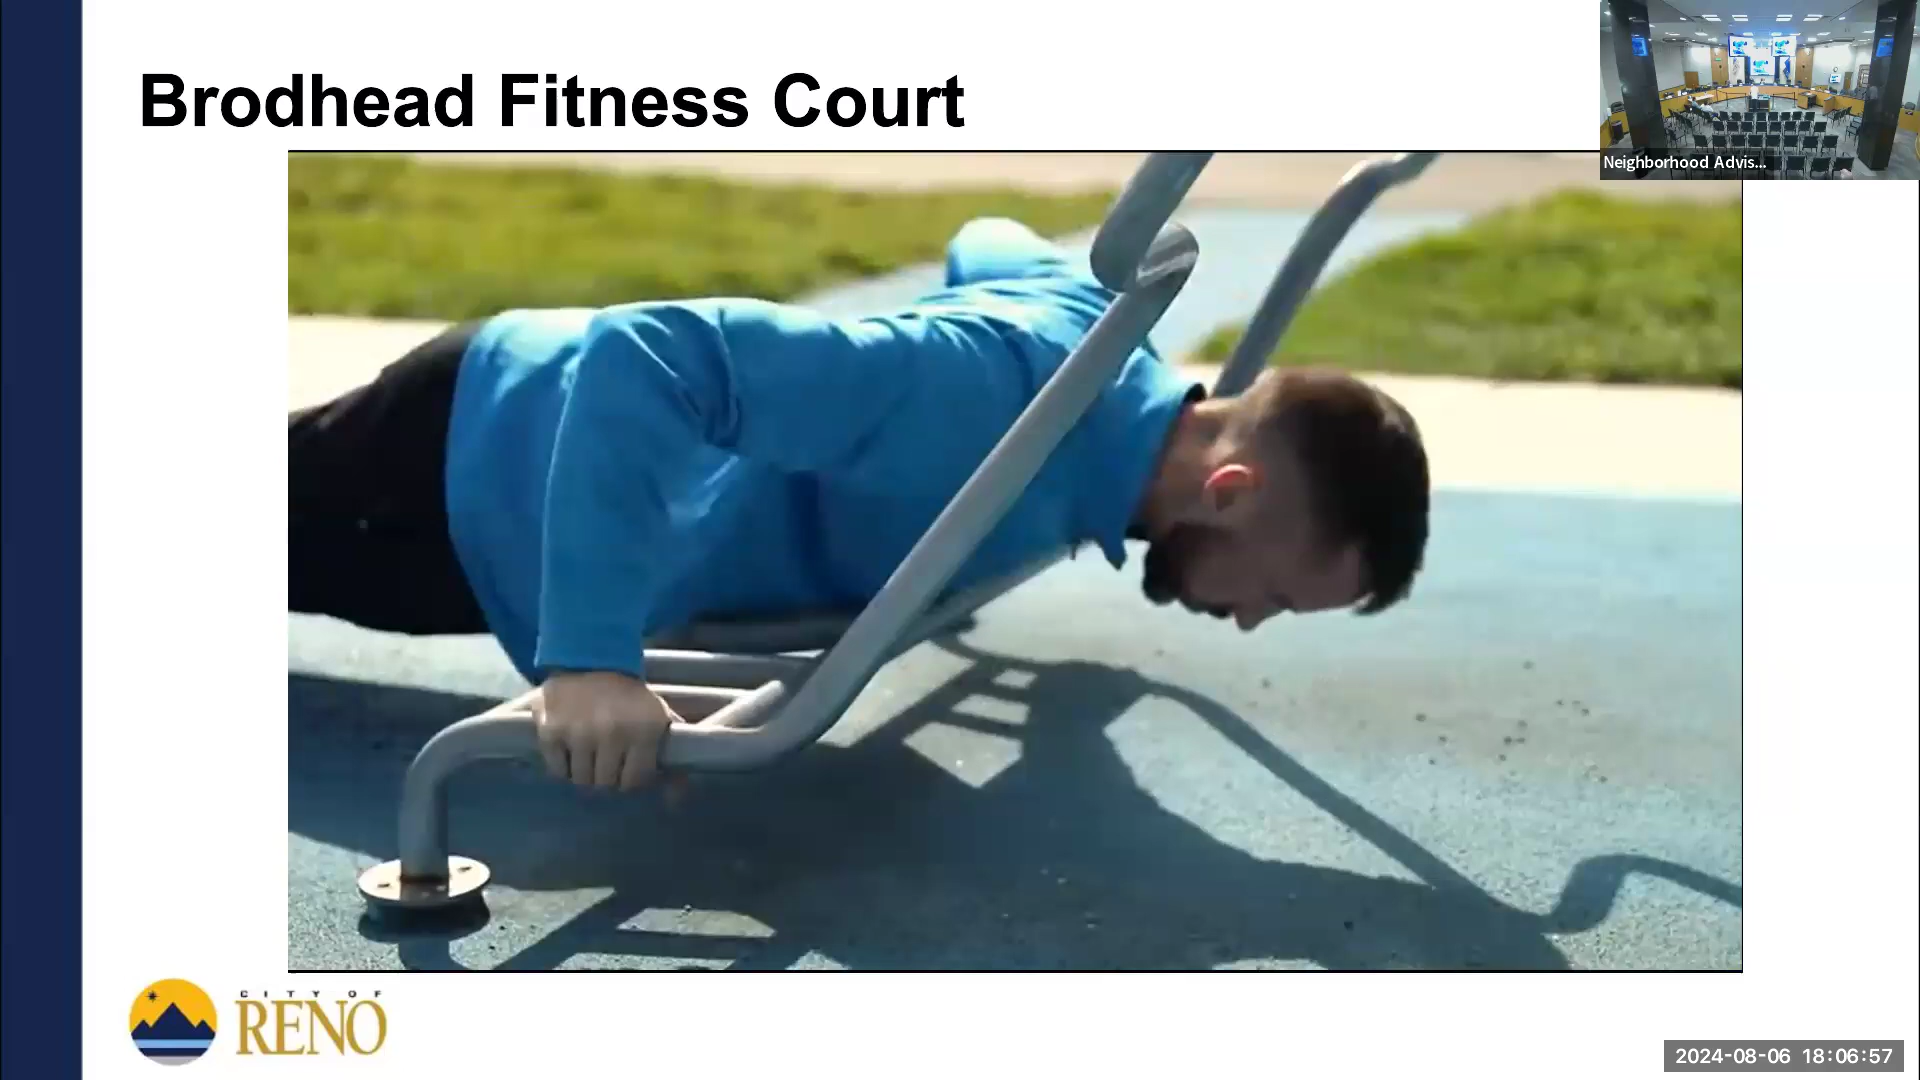 Brodhead Fitness Court
Neighborhood Advis...
CITY OF
RENO
2024-08-06 18:06:57